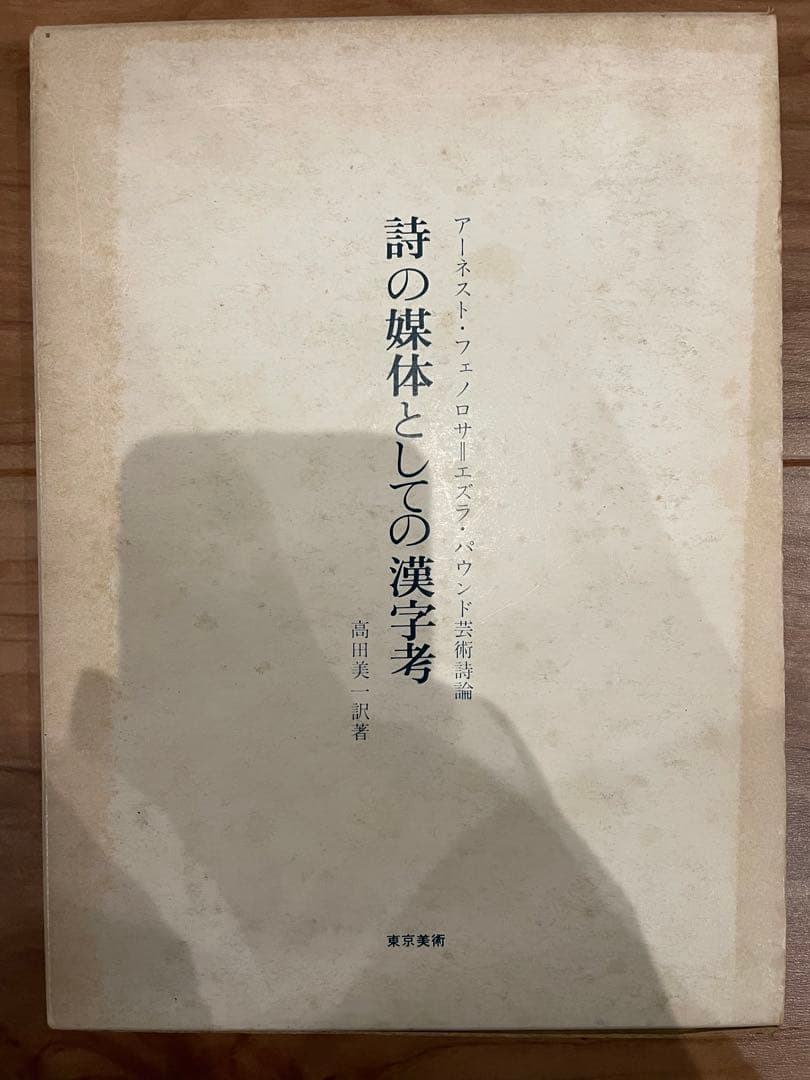 アーネスト・フェノロサ＝エズラ・パウンド芸術詩論
詩の媒体としての漢字考
高田美一訳著
東京美術